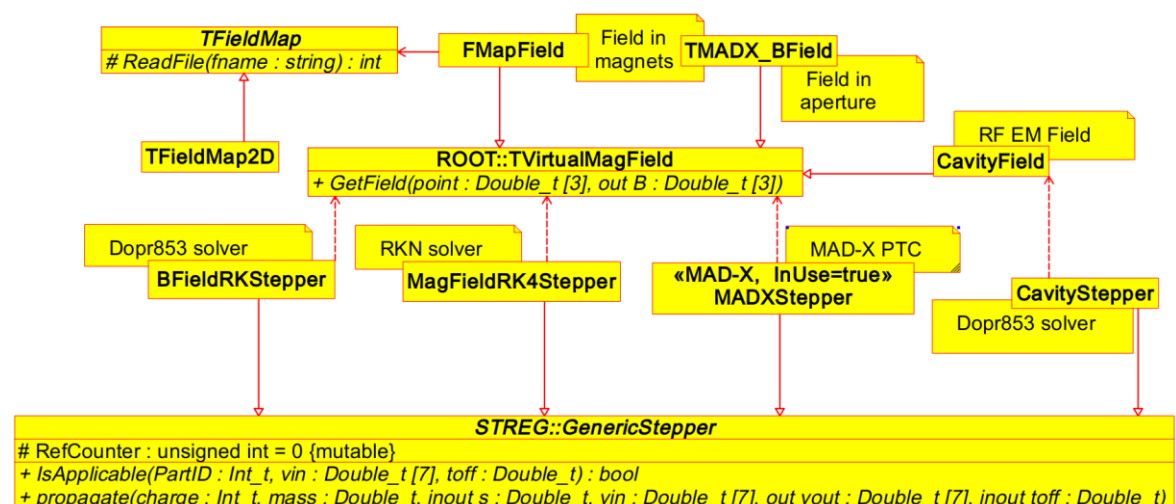 TFieldMap
# ReadFile(fname : string) : int
FMapField
Field in
magnets
TMADX_BField
Field in
aperture
RF EM Field
CavityField
TFieldMap2D
ROOT::TVirtualMagField
+ GetField(point : Double_t [3], out B : Double_t [3])
Dopr853 solver
BFieldRKStepper
RKN solver
MagFieldRK4Stepper
MAD-X PTC
«MAD-X, InUse=true»
MADXStepper
CavityStepper
Dopr853 solver
STREG::GenericStepper
# RefCounter : unsigned int = 0 {mutable}
+ IsApplicable(PartID : Int_t, vin : Double_t [7], toff : Double_t) : bool
+ propagate(charge : Int_t, mass : Double_t, inout s : Double_t, vin : Double_t [7], out vout : Double_t [7], inout toff : Double_t)